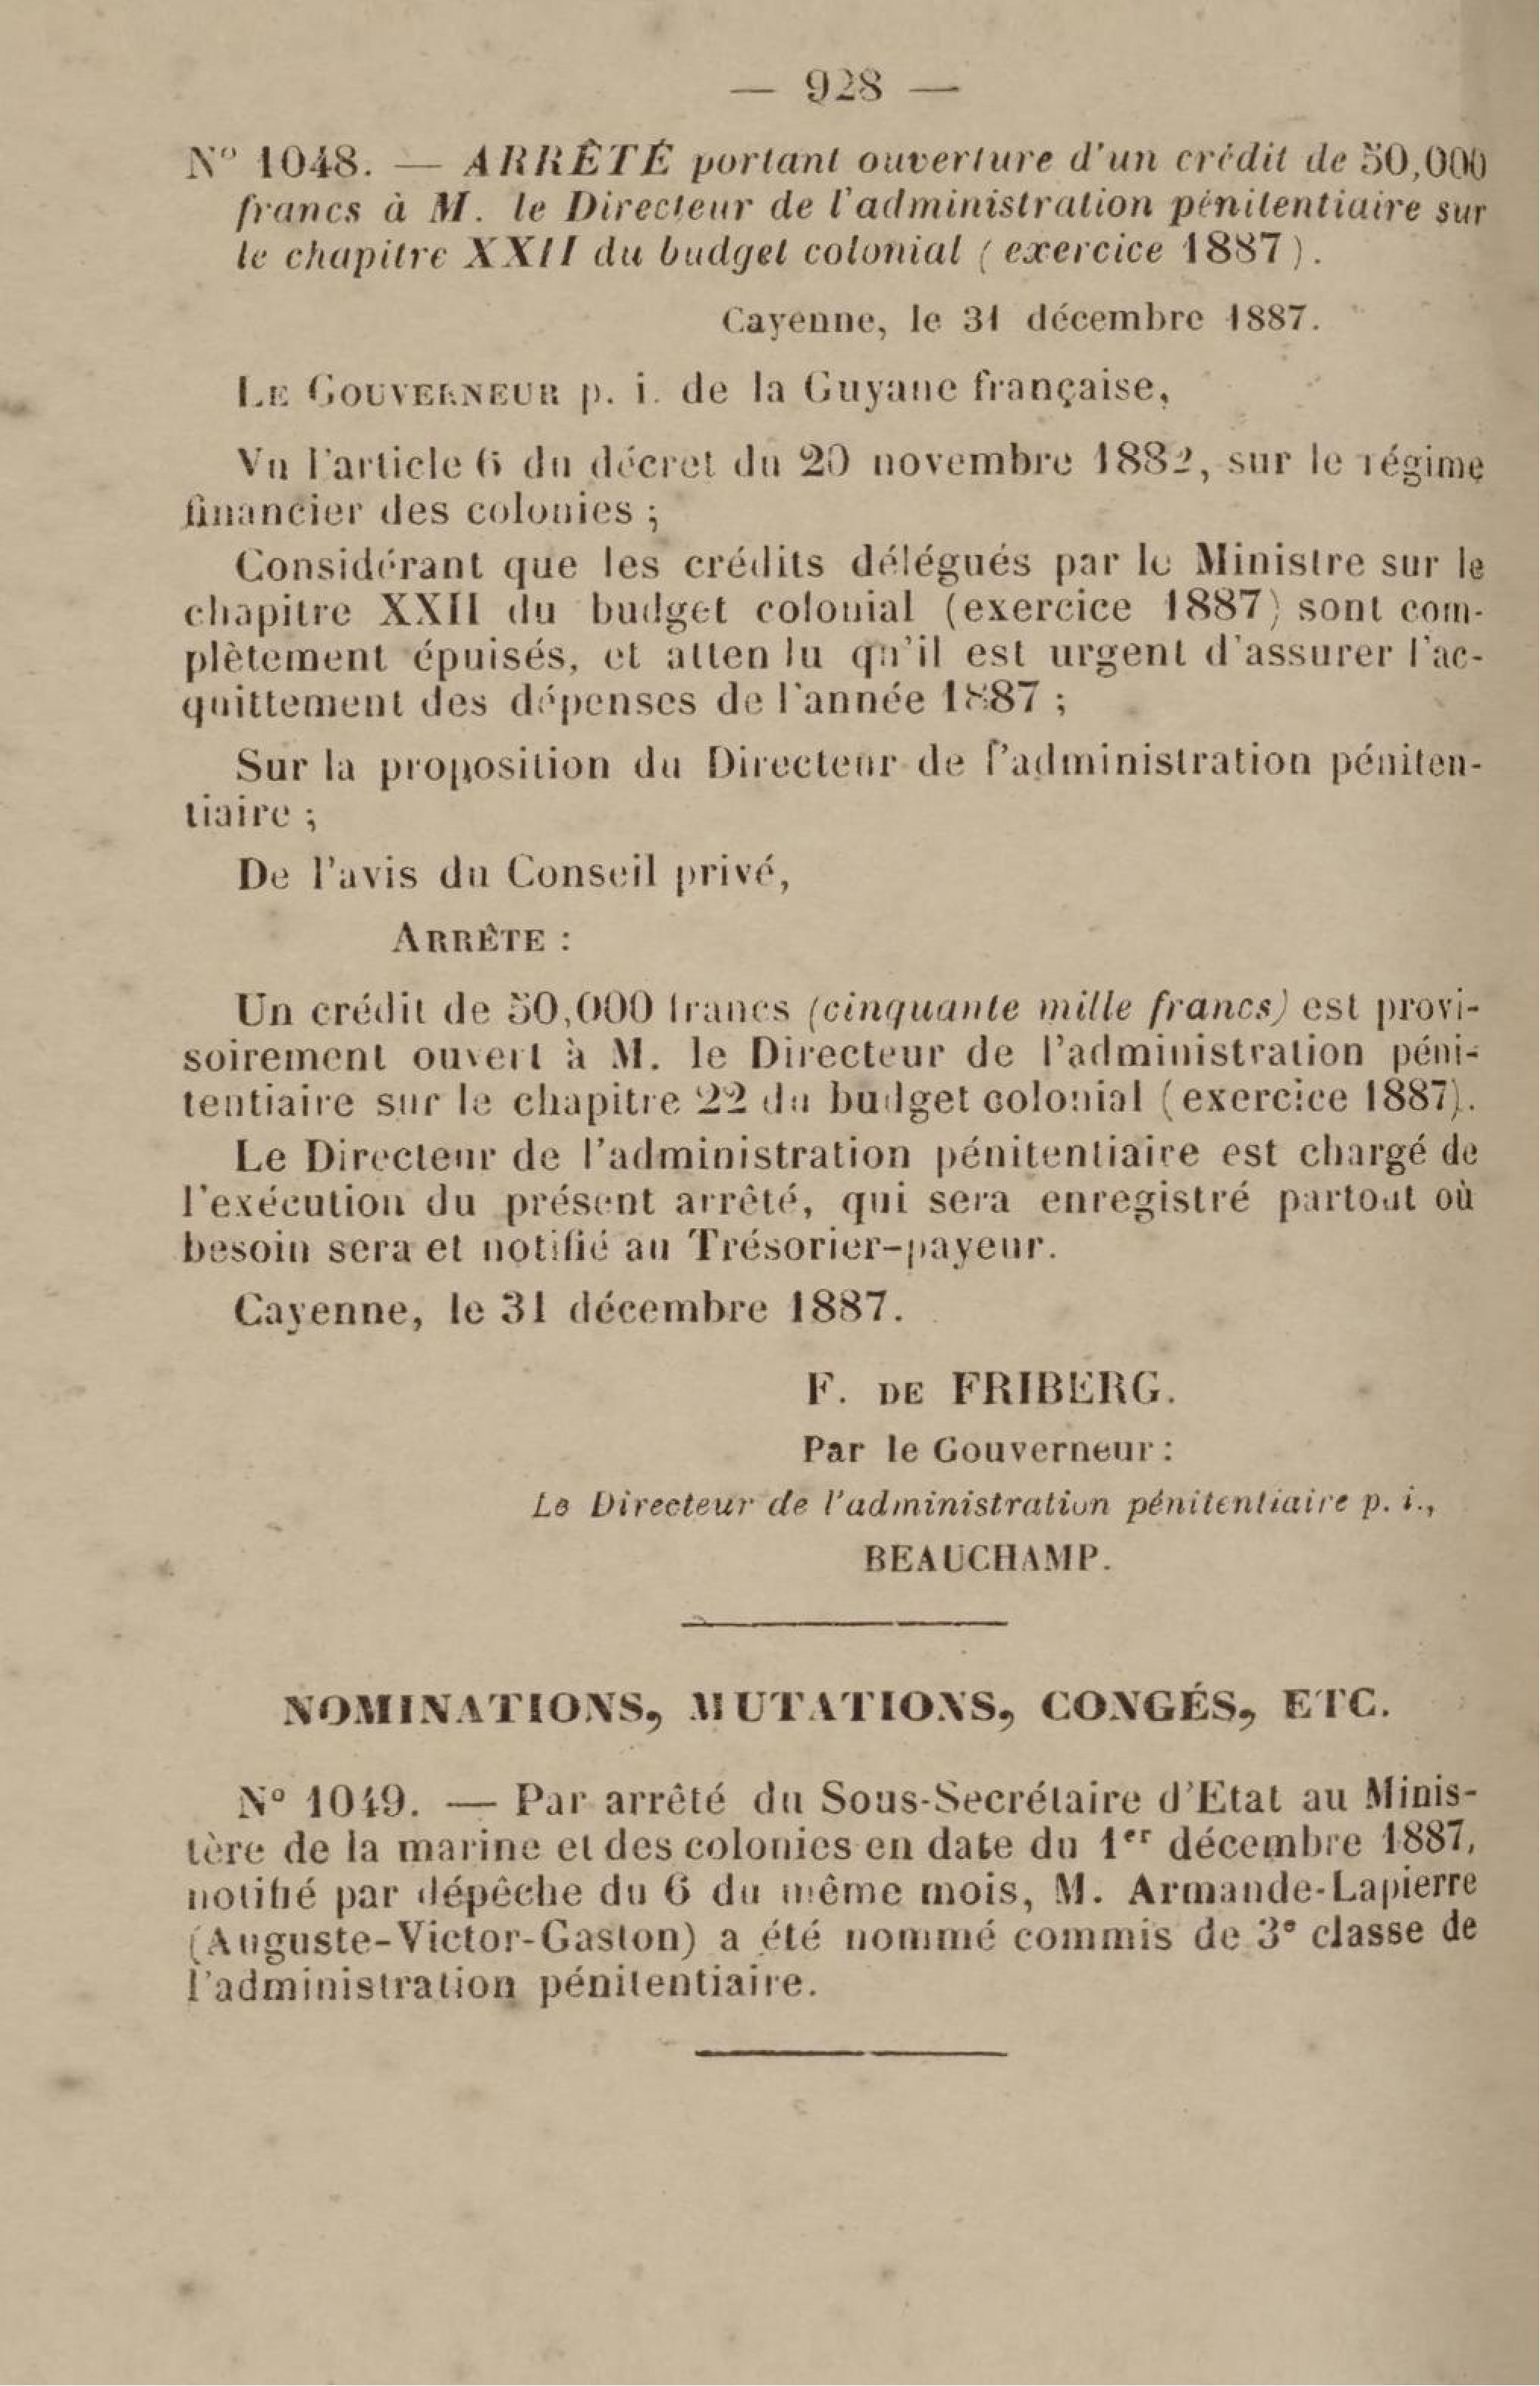 — 928 —
N° 1048. — ARRÊTÉ portant ouverture d'un crédit de 50,000
francs à M. le Directeur de l'administration pénitentiaire sur
le chapitre XXII du budget colonial (exercice 1887).
Cayenne, le 31 décembre 1887.
LE GOUVERNEUR p. i. de la Guyane française,
Vu l'article 6 du décret du 20 novembre 1882, sur le régime
financier des colonies ;
Considérant que les crédits délégués par le Ministre sur le
chapitre XXII du budget colonial (exercice 1887) sont com-
plètement épuisés, et attendu qu'il est urgent d'assurer l'ac-
quittement des dépenses de l'année 1887 ;
Sur la proposition du Directeur de l'administration péniten-
tiaire ;
De l'avis du Conseil privé,
ARRÊTE :
Un crédit de 50,000 francs (cinquante mille francs) est provi-
soirement ouvert à M. le Directeur de l'administration péni-
tentiaire sur le chapitre 22 du budget colonial (exercice 1887).
Le Directeur de l'administration pénitentiaire est chargé de
l'exécution du présent arrêté, qui sera enregistré partout où
besoin sera et notifié au Trésorier-payeur.
Cayenne, le 31 décembre 1887.
F. DE FRIBERG.
Par le Gouverneur :
Le Directeur de l'administration pénitentiaire p. i.,
BEAUCHAMP.
NOMINATIONS, MUTATIONS, CONGÉS, ETC.
N° 1049. — Par arrêté du Sous-Secrétaire d'Etat au Minis-
tère de la marine et des colonies en date du 1er décembre 1887,
notifié par dépêche du 6 du même mois, M. Armande-Lapierre
(Auguste-Victor-Gaston) a été nommé commis de 3e classe de
l'administration pénitentiaire.